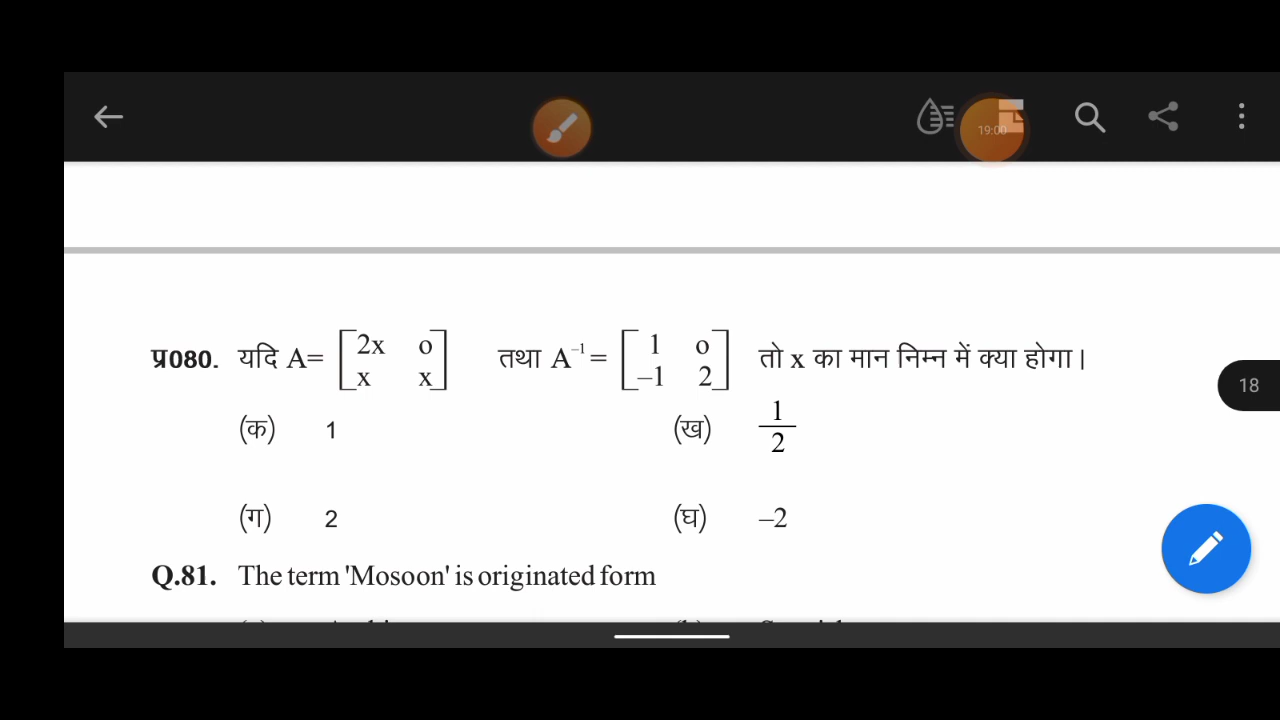 19:00
प्र080. यदि A= [2x o x x] तथा A⁻¹ = [1 o –1 2] तो x का मान निम्न में क्या होगा।
18
(क) 1 (ख) 1/2
(ग) 2 (घ) –2
Q.81. The term 'Mosoon' is originated form